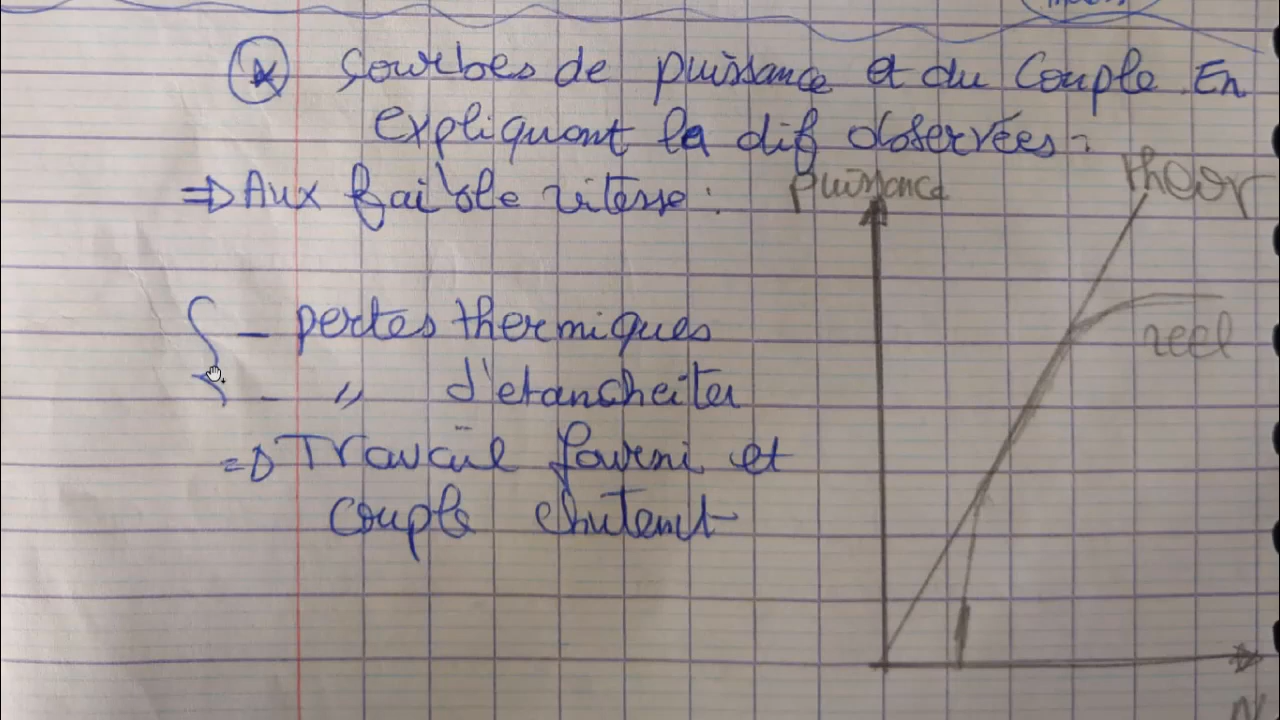 Courbes de puissance et du Couple. En
expliquant la dif observées :
⇒ Aux faible vitesse :
puissance
theor
- pertes thermiques
reel
- " d'etancheiter
⇒ Travail fourni et
couple chutent
N